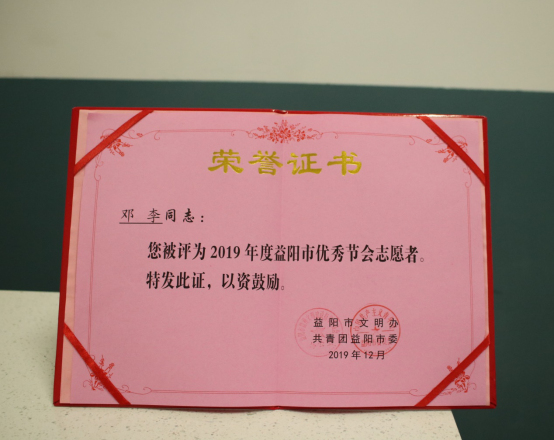 荣誉证书
邓 李同志：
您被评为2019年度益阳市优秀节会志愿者。
特发此证，以资鼓励。
益阳市文明办
共青团益阳市委
2019年12月